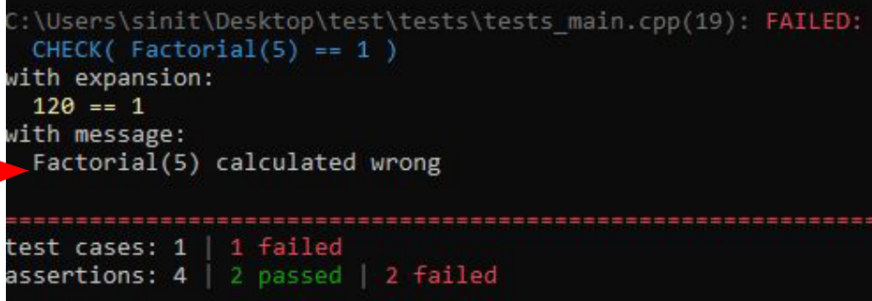 C:\Users\sinit\Desktop\test\tests\tests_main.cpp(19): FAILED:
CHECK( Factorial(5) == 1 )
with expansion:
120 == 1
with message:
Factorial(5) calculated wrong
===============================================================================
test cases: 1 | 1 failed
assertions: 4 | 2 passed | 2 failed